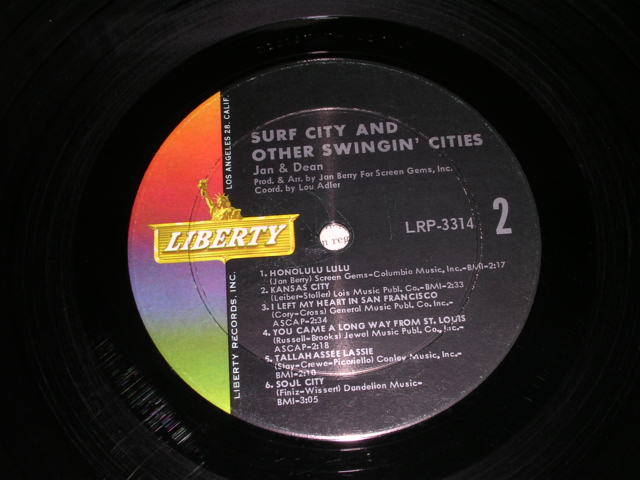 SURF CITY AND
OTHER SWINGIN' CITIES
Jan & Dean
Prod. & Arr. by Jan Berry For Screen Gems, Inc.
Coord. by Lou Adler
LOS ANGELES 28, CALIF.
LIBERTY
LIBERTY RECORDS, INC.
LRP-3314
2
n reg
1. HONOLULU LULU
(Jan Berry) Screen Gems-Columbia Music, Inc.-BMI-2:17
2. KANSAS CITY
(Leiber-Stoller) Lois Music Publ. Co.-BMI-2:33
3. I LEFT MY HEART IN SAN FRANCISCO
(Cory-Cross) General Music Publ. Co., Inc.-
ASCAP-2:34
4. YOU CAME A LONG WAY FROM ST. LOUIS
(Russell-Brooks) Jewel Music Publ. Co., Inc.-
ASCAP-2:18
5. TALLAHASSEE LASSIE
(Slay-Crewe-Picariello) Conley Music, Inc.-
BMI-2:10
6. SOUL CITY
(Finiz-Wissert) Dandelion Music-
BMI-3:05